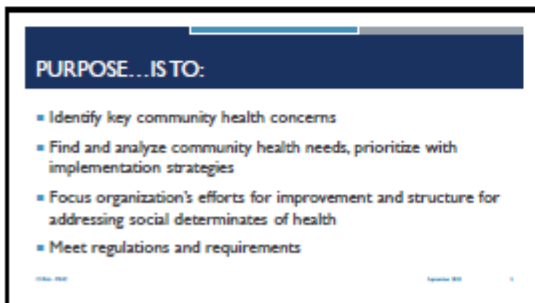 PURPOSE…IS TO:
Identify key community health concerns
Find and analyze community health needs, prioritize with
implementation strategies
Focus organization's efforts for improvement and structure for
addressing social determinates of health
Meet regulations and requirements